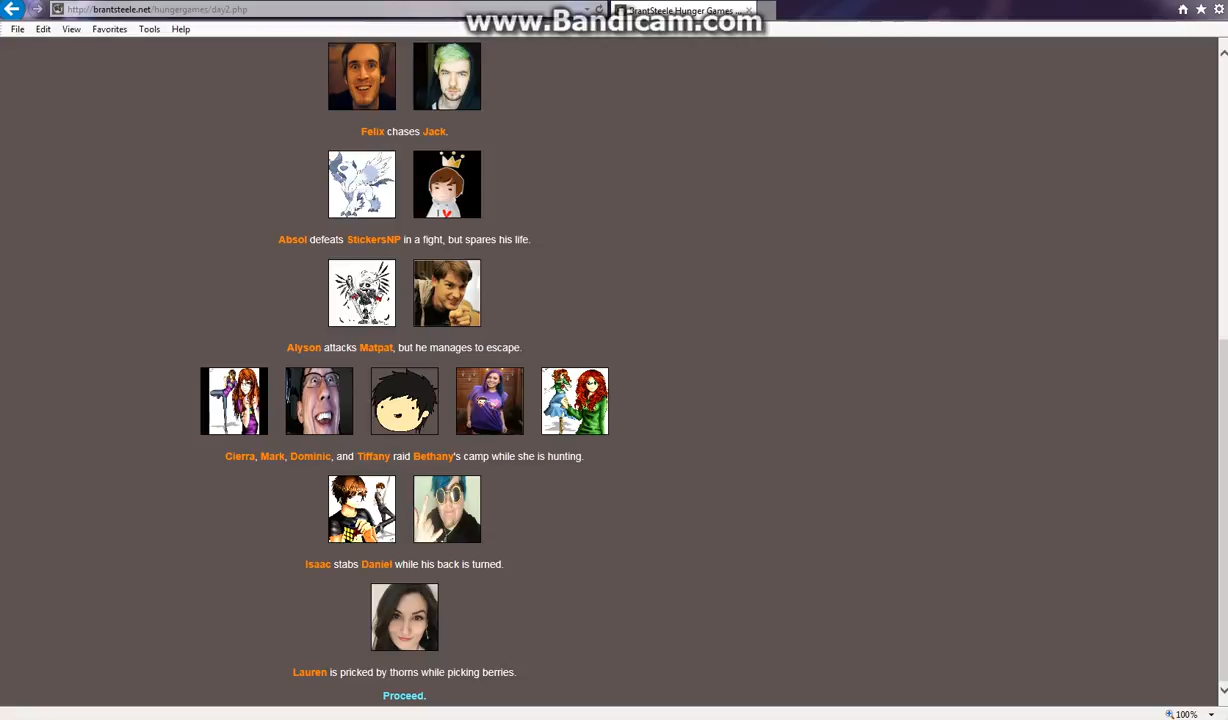 http://brantsteele.net/hungergames/day2.php
BrantSteele Hunger Games ...
www.Bandicam.com
File Edit View Favorites Tools Help
Felix chases Jack.
Absol defeats StickersNP in a fight, but spares his life.
Alyson attacks Matpat, but he manages to escape.
Cierra, Mark, Dominic, and Tiffany raid Bethany's camp while she is hunting.
Isaac stabs Daniel while his back is turned.
Lauren is pricked by thorns while picking berries.
Proceed.
100%